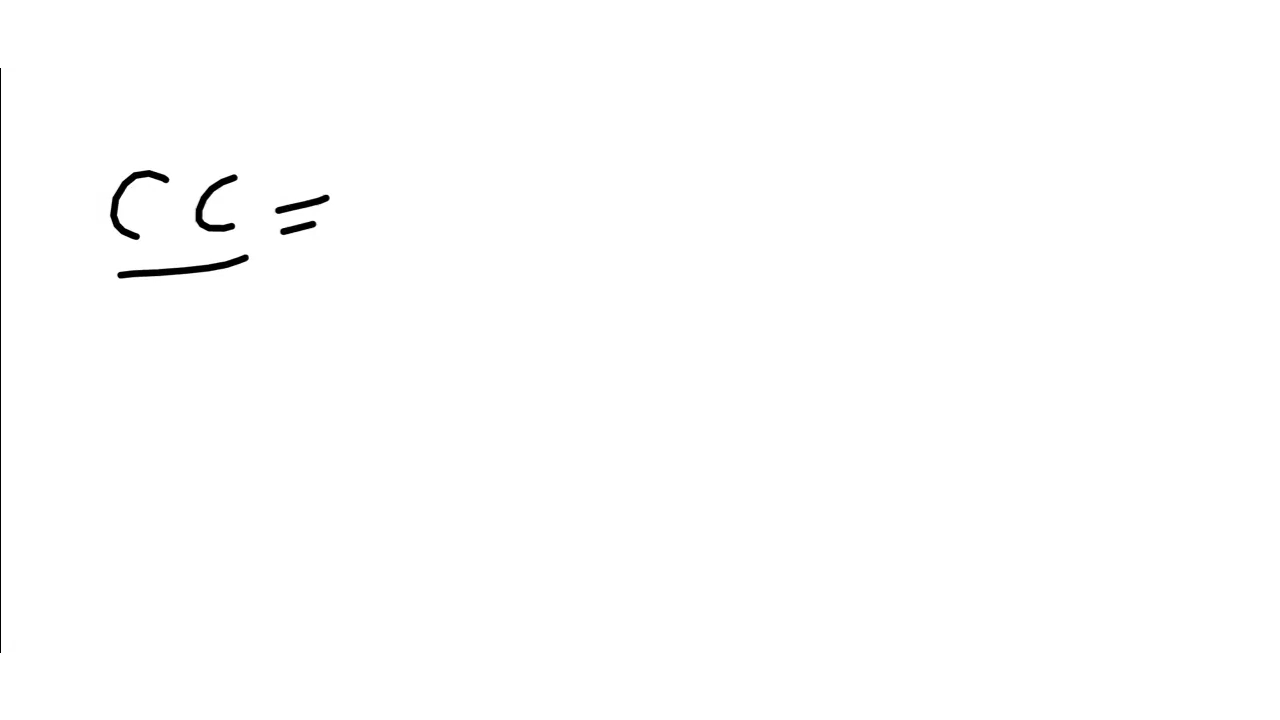 CC =